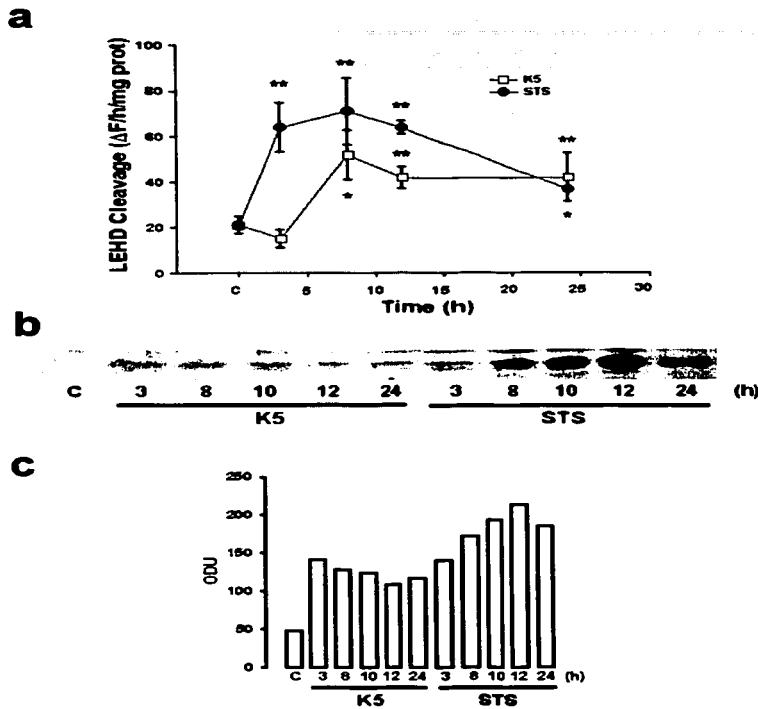 a
100
80
60
40
20
0
LEHD Cleavage (ΔF/h/mg prot)
** ** ** ** **
* *
K5
STS
C 5 10 15 20 25 30
Time (h)
b
C 3 8 10 12 24 3 8 10 12 24 (h)
K5 STS
c
250
200
150
100
50
0
ODU
C 3 8 10 12 24 3 8 10 12 24 (h)
K5 STS